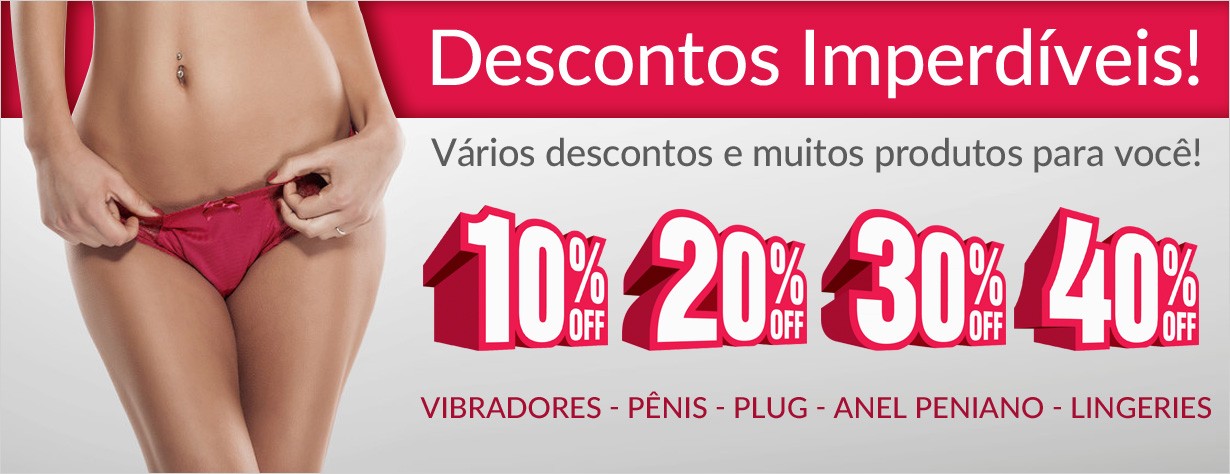 Descontos Imperdíveis!
Vários descontos e muitos produtos para você!
10% OFF 20% OFF 30% OFF 40% OFF
VIBRADORES - PÊNIS - PLUG - ANEL PENIANO - LINGERIES